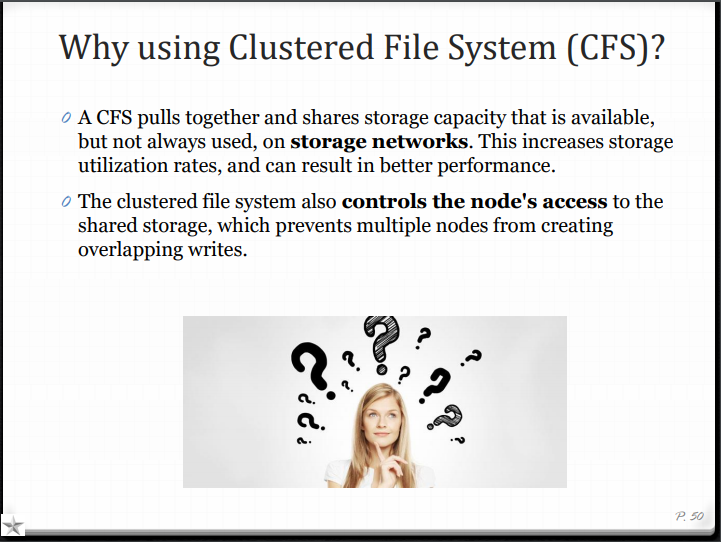 Why using Clustered File System (CFS)?
A CFS pulls together and shares storage capacity that is available,
but not always used, on storage networks. This increases storage
utilization rates, and can result in better performance.
The clustered file system also controls the node's access to the
shared storage, which prevents multiple nodes from creating
overlapping writes.
? ? ? ? ? ? ? ? ? ? ? ?
P. 50